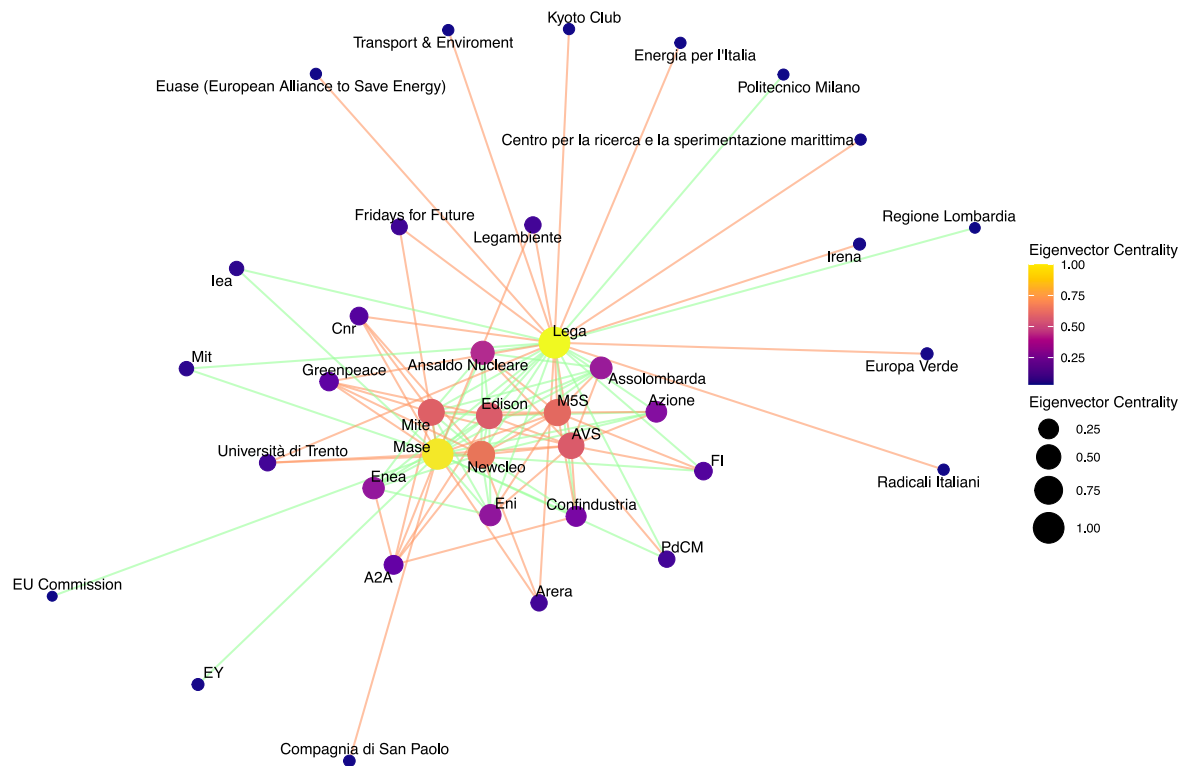 Kyoto Club
Transport & Enviroment
Energia per l'Italia
Euase (European Alliance to Save Energy)
Politecnico Milano
Centro per la ricerca e la sperimentazione marittima
Fridays for Future
Legambiente
Regione Lombardia
Irena
Iea
Cnr
Lega
Mit
Ansaldo Nucleare
Europa Verde
Greenpeace
Assolombarda
Edison
M5S
Azione
Mite
AVS
Mase
Università di Trento
Newcleo
FI
Radicali Italiani
Enea
Eni
Confindustria
PdCM
A2A
Arera
EU Commission
EY
Compagnia di San Paolo
Eigenvector Centrality
1.00
0.75
0.50
0.25
Eigenvector Centrality
0.25
0.50
0.75
1.00